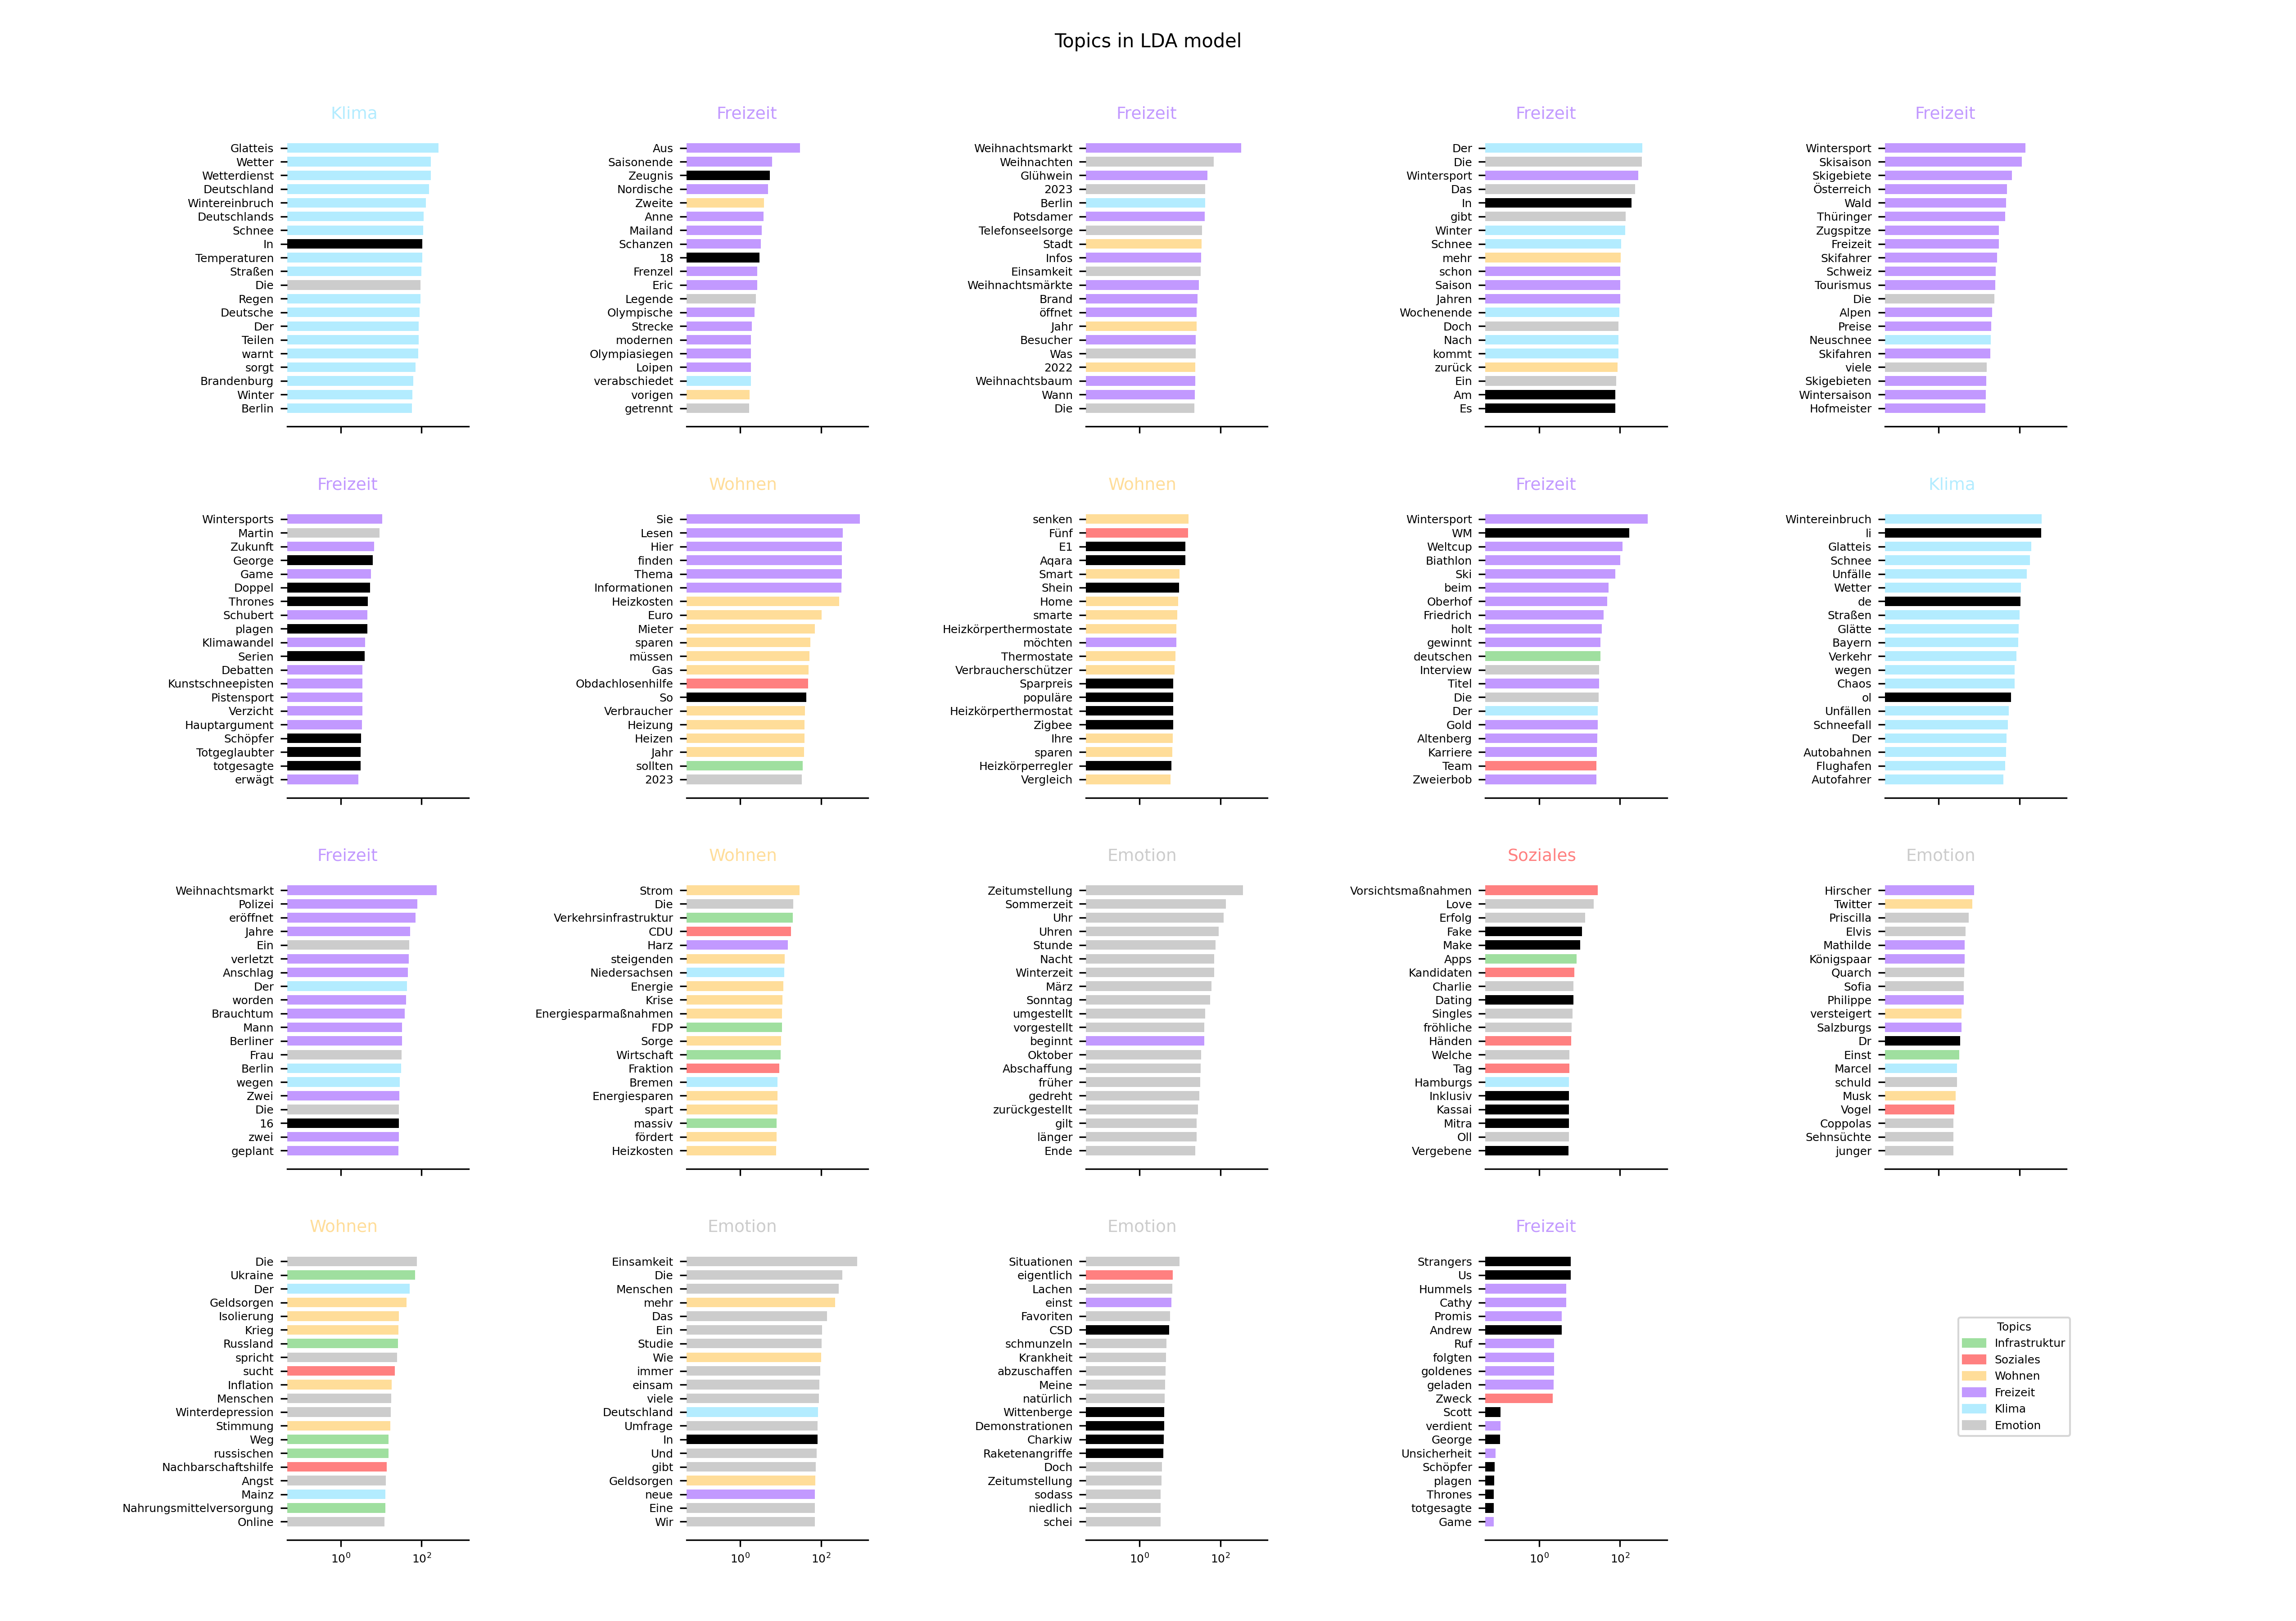 Topics in LDA model
Klima
Glatteis
Wetter
Wetterdienst
Deutschland
Wintereinbruch
Deutschlands
Schnee
In
Temperaturen
Straßen
Die
Regen
Deutsche
Der
Teilen
warnt
sorgt
Brandenburg
Winter
Berlin
Freizeit
Aus
Saisonende
Zeugnis
Nordische
Zweite
Anne
Mailand
Schanzen
18
Frenzel
Eric
Legende
Olympische
Strecke
modernen
Olympiasiegen
Loipen
verabschiedet
vorigen
getrennt
Freizeit
Weihnachtsmarkt
Weihnachten
Glühwein
2023
Berlin
Potsdamer
Telefonseelsorge
Stadt
Infos
Einsamkeit
Weihnachtsmärkte
Brand
öffnet
Jahr
Besucher
Was
2022
Weihnachtsbaum
Wann
Die
Freizeit
Der
Die
Wintersport
Das
In
gibt
Winter
Schnee
mehr
schon
Saison
Jahren
Wochenende
Doch
Nach
kommt
zurück
Ein
Am
Es
Freizeit
Wintersport
Skisaison
Skigebiete
Österreich
Wald
Thüringer
Zugspitze
Freizeit
Skifahrer
Schweiz
Tourismus
Die
Alpen
Preise
Neuschnee
Skifahren
viele
Skigebieten
Wintersaison
Hofmeister
Freizeit
Wintersports
Martin
Zukunft
George
Game
Doppel
Thrones
Schubert
plagen
Klimawandel
Serien
Debatten
Kunstschneepisten
Pistensport
Verzicht
Hauptargument
Schöpfer
Totgeglaubter
totgesagte
erwägt
Wohnen
Sie
Lesen
Hier
finden
Thema
Informationen
Heizkosten
Euro
Mieter
sparen
müssen
Gas
Obdachlosenhilfe
So
Verbraucher
Heizung
Heizen
Jahr
sollten
2023
Wohnen
senken
Fünf
E1
Aqara
Smart
Shein
Home
smarte
Heizkörperthermostate
möchten
Thermostate
Verbraucherschützer
Sparpreis
populäre
Heizkörperthermostat
Zigbee
Ihre
sparen
Heizkörperregler
Vergleich
Freizeit
Wintersport
WM
Weltcup
Biathlon
Ski
beim
Oberhof
Friedrich
holt
gewinnt
deutschen
Interview
Titel
Die
Der
Gold
Altenberg
Karriere
Team
Zweierbob
Klima
Wintereinbruch
li
Glatteis
Schnee
Unfälle
Wetter
de
Straßen
Glätte
Bayern
Verkehr
wegen
Chaos
ol
Unfällen
Schneefall
Der
Autobahnen
Flughafen
Autofahrer
Freizeit
Weihnachtsmarkt
Polizei
eröffnet
Jahre
Ein
verletzt
Anschlag
Der
worden
Brauchtum
Mann
Berliner
Frau
Berlin
wegen
Zwei
Die
16
zwei
geplant
Wohnen
Strom
Die
Verkehrsinfrastruktur
CDU
Harz
steigenden
Niedersachsen
Energie
Krise
Energiesparmaßnahmen
FDP
Sorge
Wirtschaft
Fraktion
Bremen
Energiesparen
spart
massiv
fördert
Heizkosten
Emotion
Zeitumstellung
Sommerzeit
Uhr
Uhren
Stunde
Nacht
Winterzeit
März
Sonntag
umgestellt
vorgestellt
beginnt
Oktober
Abschaffung
früher
gedreht
zurückgestellt
gilt
länger
Ende
Soziales
Vorsichtsmaßnahmen
Love
Erfolg
Fake
Make
Apps
Kandidaten
Charlie
Dating
Singles
fröhliche
Händen
Welche
Tag
Hamburgs
Inklusiv
Kassai
Mitra
Oll
Vergebene
Emotion
Hirscher
Twitter
Priscilla
Elvis
Mathilde
Königspaar
Quarch
Sofia
Philippe
versteigert
Salzburgs
Dr
Einst
Marcel
schuld
Musk
Vogel
Coppolas
Sehnsüchte
junger
Wohnen
Die
Ukraine
Der
Geldsorgen
Isolierung
Krieg
Russland
spricht
sucht
Inflation
Menschen
Winterdepression
Stimmung
Weg
russischen
Nachbarschaftshilfe
Angst
Mainz
Nahrungsmittelversorgung
Online
10⁰ 10²
Emotion
Einsamkeit
Die
Menschen
mehr
Das
Ein
Studie
Wie
immer
einsam
viele
Deutschland
Umfrage
In
Und
gibt
Geldsorgen
neue
Eine
Wir
10⁰ 10²
Emotion
Situationen
eigentlich
Lachen
einst
Favoriten
CSD
schmunzeln
Krankheit
abzuschaffen
Meine
natürlich
Wittenberge
Demonstrationen
Charkiw
Raketenangriffe
Doch
Zeitumstellung
sodass
niedlich
schei
10⁰ 10²
Freizeit
Strangers
Us
Hummels
Cathy
Promis
Andrew
Ruf
folgten
goldenes
geladen
Zweck
Scott
verdient
George
Unsicherheit
Schöpfer
plagen
Thrones
totgesagte
Game
10⁰ 10²
Topics
Infrastruktur
Soziales
Wohnen
Freizeit
Klima
Emotion